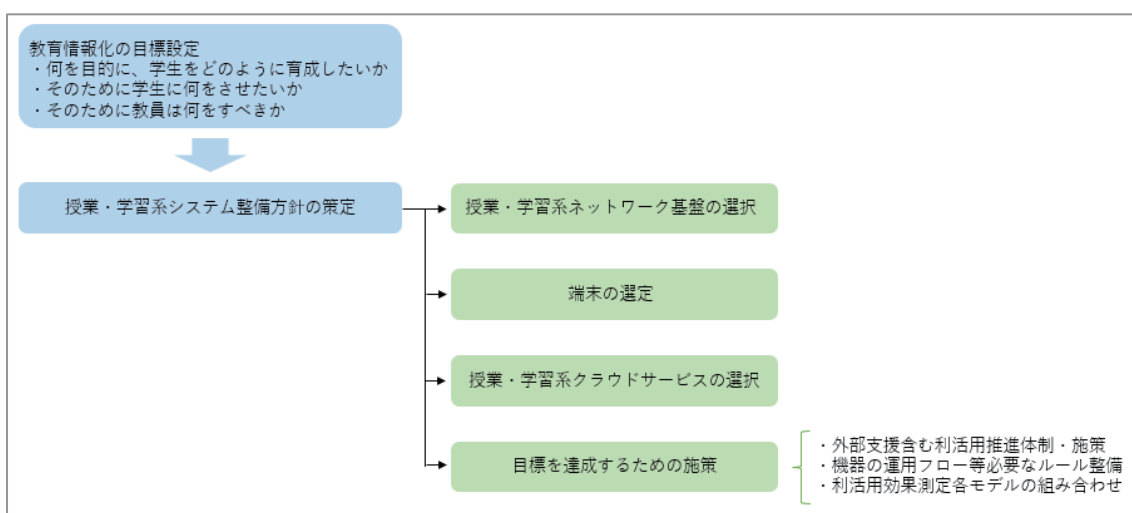 教育情報化の目標設定
・何を目的に、学生をどのように育成したいか
・そのために学生に何をさせたいか
・そのために教員は何をすべきか
授業・学習系システム整備方針の策定
授業・学習系ネットワーク基盤の選択
端末の選定
授業・学習系クラウドサービスの選択
目標を達成するための施策
・外部支援含む利活用推進体制・施策
・機器の運用フロー等必要なルール整備
・利活用効果測定各モデルの組み合わせ